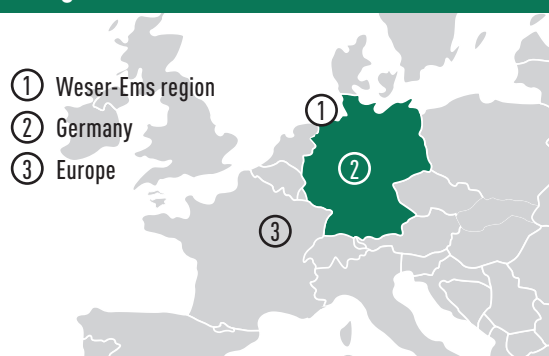 ① Weser-Ems region
② Germany
③ Europe
①
②
③